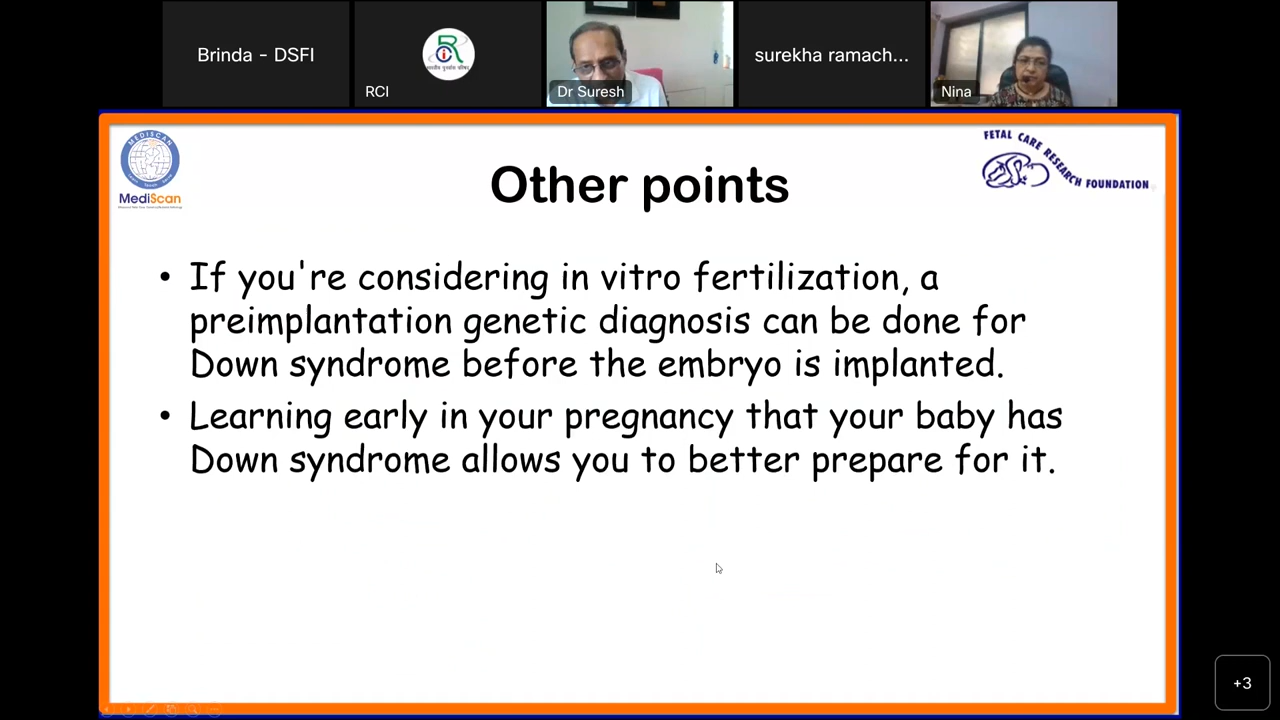 Brinda - DSFI
RCI
Dr Suresh
surekha ramach...
Nina
MEDISCAN
MediScan
FETAL CARE RESEARCH FOUNDATION
Other points
• If you're considering in vitro fertilization, a
preimplantation genetic diagnosis can be done for
Down syndrome before the embryo is implanted.
• Learning early in your pregnancy that your baby has
Down syndrome allows you to better prepare for it.
+3